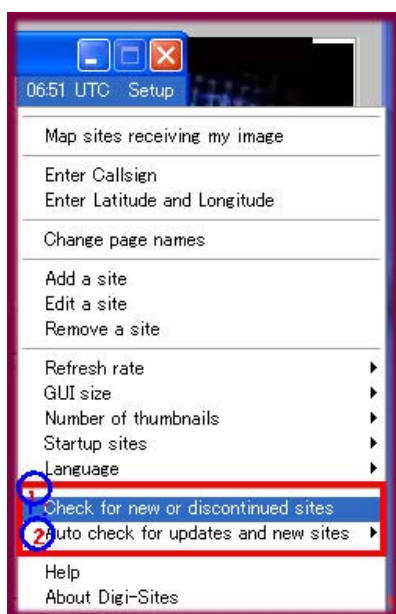 06:51 UTC Setup
Map sites receiving my image
Enter Callsign
Enter Latitude and Longitude
Change page names
Add a site
Edit a site
Remove a site
Refresh rate
GUI size
Number of thumbnails
Startup sites
Language
1
Check for new or discontinued sites
2
Auto check for updates and new sites
Help
About Digi-Sites